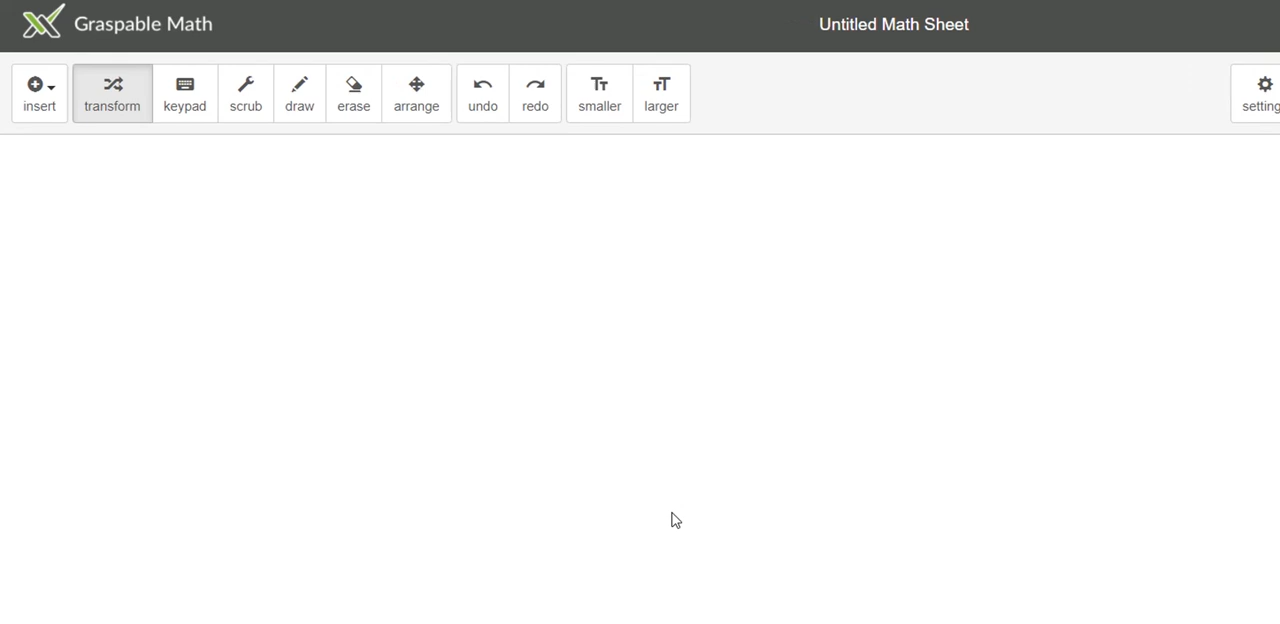 Graspable Math Untitled Math Sheet
insert transform keypad scrub draw erase arrange undo redo smaller larger setting